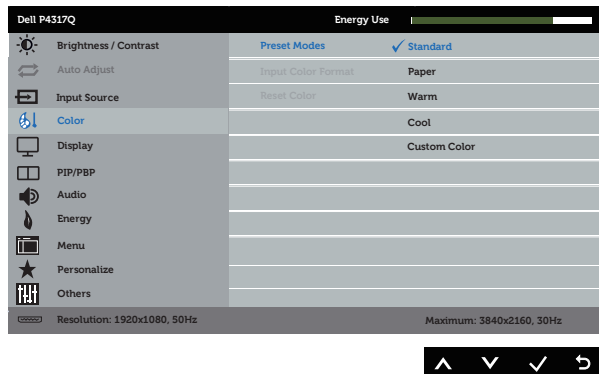 Dell P4317Q Energy Use
Brightness / Contrast Preset Modes Standard
Auto Adjust Input Color Format Paper
Input Source Reset Color Warm
Color Cool
Display Custom Color
PIP/PBP
Audio
Energy
Menu
Personalize
Others
Resolution: 1920x1080, 50Hz Maximum: 3840x2160, 30Hz